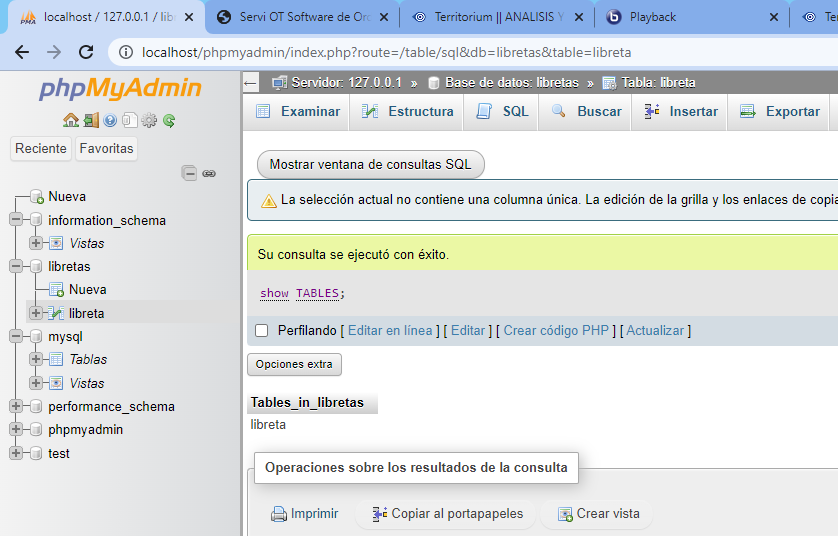 localhost / 127.0.0.1 / lib
Servi OT Software de Ord
Territorium || ANALISIS Y
Playback
Ter
localhost/phpmyadmin/index.php?route=/table/sql&db=libretas&table=libreta
phpMyAdmin
Reciente
Favoritas
Nueva
information_schema
Vistas
libretas
Nueva
libreta
mysql
Tablas
Vistas
performance_schema
phpmyadmin
test
Servidor: 127.0.0.1 » Base de datos: libretas » Tabla: libreta
Examinar
Estructura
SQL
Buscar
Insertar
Exportar
Mostrar ventana de consultas SQL
La selección actual no contiene una columna única. La edición de la grilla y los enlaces de copia
Su consulta se ejecutó con éxito.
show TABLES;
Perfilando [ Editar en línea ] [ Editar ] [ Crear código PHP ] [ Actualizar ]
Opciones extra
Tables_in_libretas
libreta
Operaciones sobre los resultados de la consulta
Imprimir
Copiar al portapapeles
Crear vista